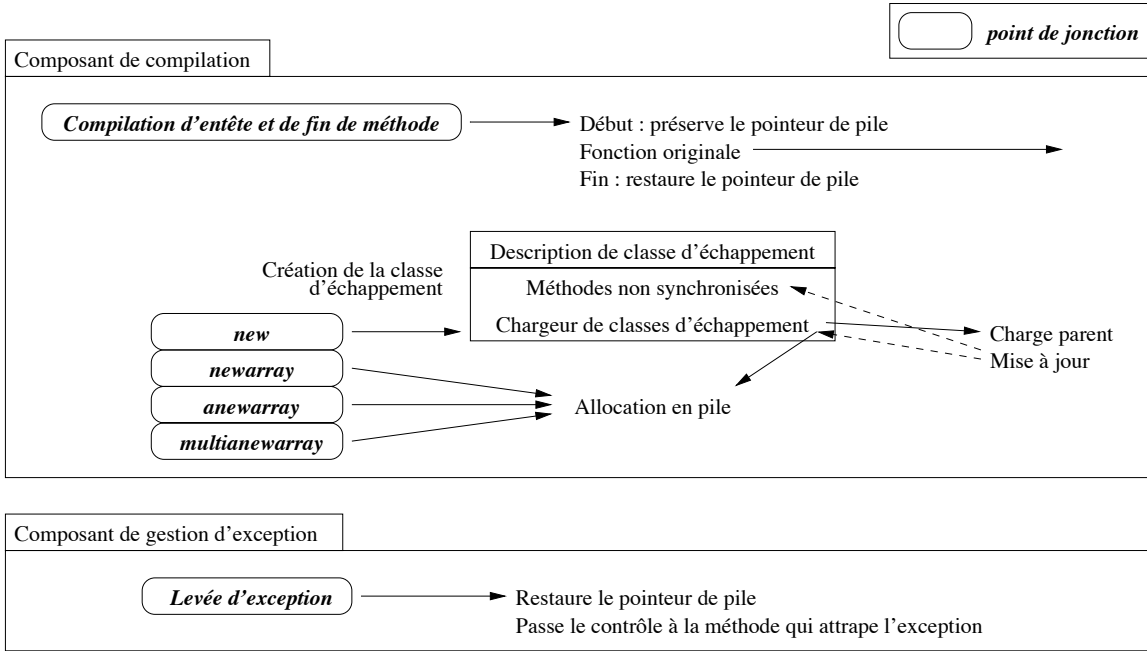 point de jonction
Composant de compilation
Compilation d'entête et de fin de méthode
Début : préserve le pointeur de pile
Fonction originale
Fin : restaure le pointeur de pile
Description de classe d'échappement
Création de la classe
d'échappement
Méthodes non synchronisées
Chargeur de classes d'échappement
new
Charge parent
Mise à jour
newarray
anewarray
Allocation en pile
multianewarray
Composant de gestion d'exception
Levée d'exception
Restaure le pointeur de pile
Passe le contrôle à la méthode qui attrape l'exception